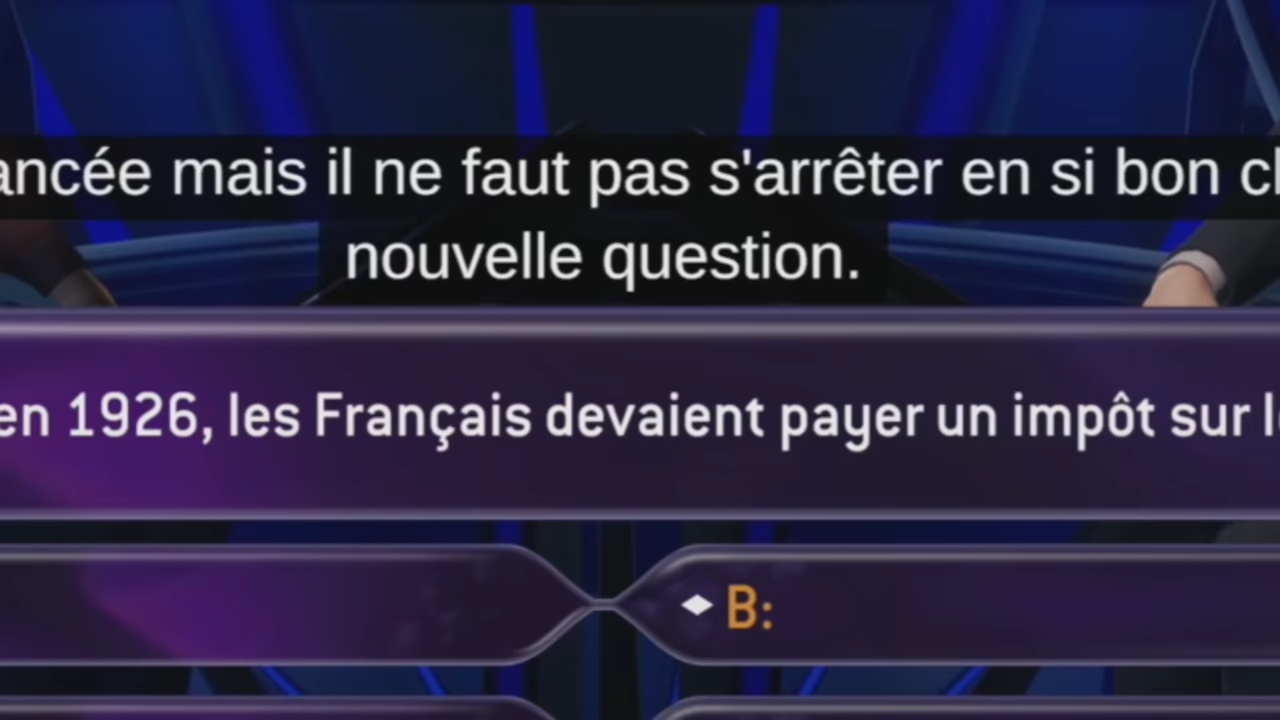 mais il ne faut pas s'arrêter en si bon
nouvelle question.
en 1926, les Français devaient payer un impôt sur
B: